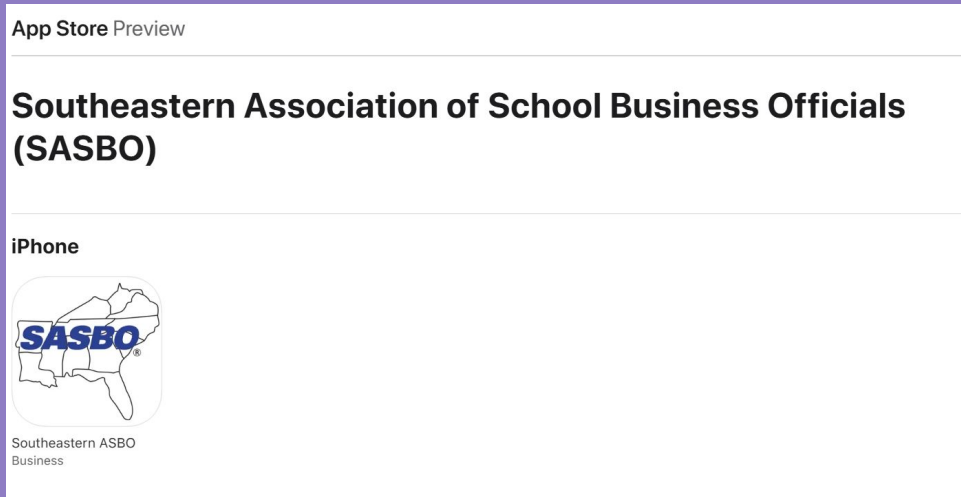 App Store Preview
Southeastern Association of School Business Officials
(SASBO)
iPhone
SASBO®
Southeastern ASBO
Business